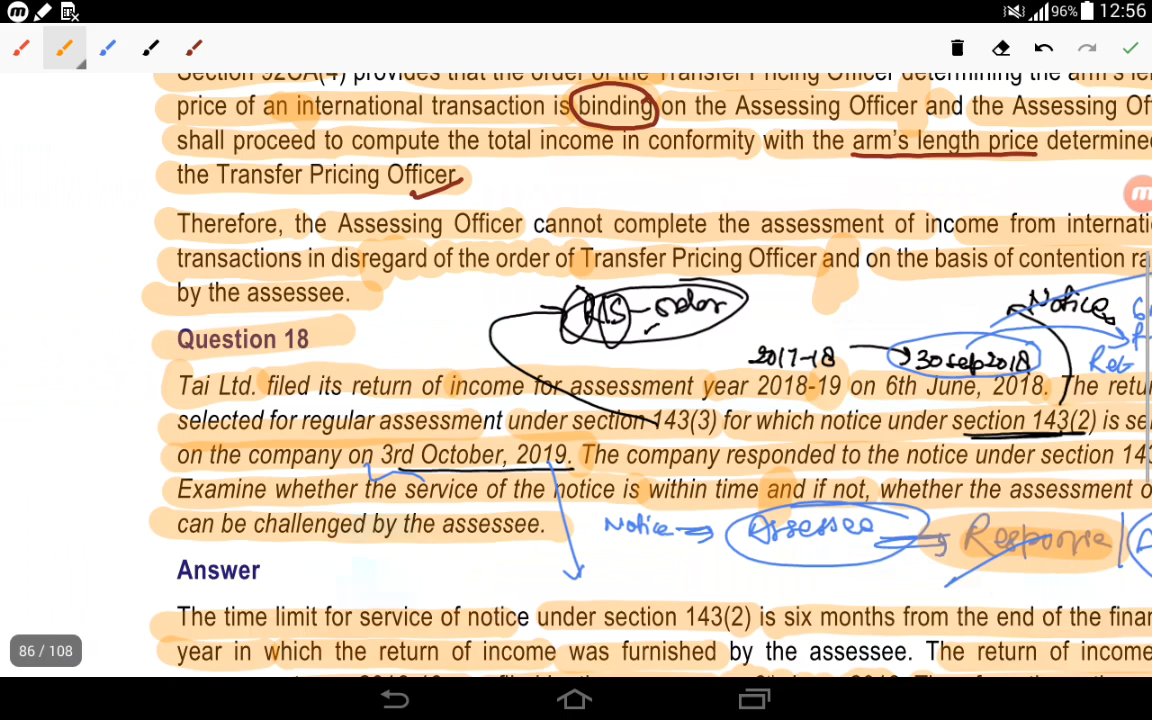 96% 12:56
Section 92CA(4) provides that the order of the Transfer Pricing Officer determining the arm's le
price of an international transaction is binding on the Assessing Officer and the Assessing Of
shall proceed to compute the total income in conformity with the arm's length price determine
the Transfer Pricing Officer.
Therefore, the Assessing Officer cannot complete the assessment of income from internati
transactions in disregard of the order of Transfer Pricing Officer and on the basis of contention ra
by the assessee.
order Notice
Question 18
2017-18 30 sep 2018 Ret
Tai Ltd. filed its return of income for assessment year 2018-19 on 6th June, 2018. The retu
selected for regular assessment under section 143(3) for which notice under section 143(2) is se
on the company on 3rd October, 2019. The company responded to the notice under section 14
Examine whether the service of the notice is within time and if not, whether the assessment o
can be challenged by the assessee.
Notice Assessee Response
Answer
The time limit for service of notice under section 143(2) is six months from the end of the finan
86 / 108
year in which the return of income was furnished by the assessee. The return of income